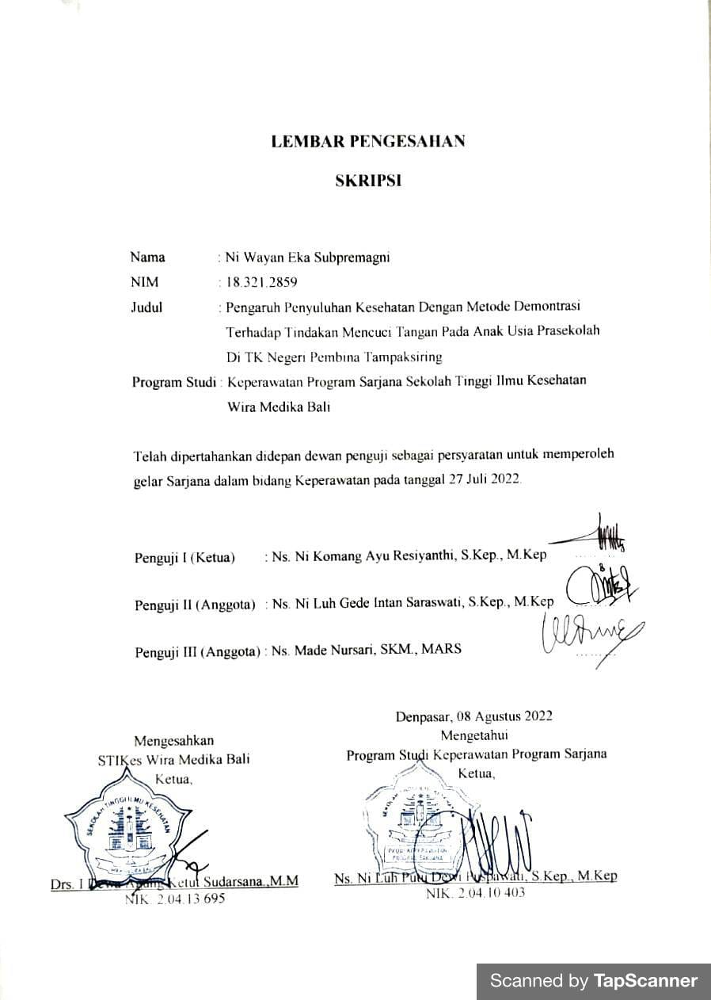 LEMBAR PENGESAHAN
SKRIPSI
Nama : Ni Wayan Eka Subpremagni
NIM : 18.321.2859
Judul : Pengaruh Penyuluhan Kesehatan Dengan Metode Demontrasi
Terhadap Tindakan Mencuci Tangan Pada Anak Usia Prasekolah
Di TK Negeri Pembina Tampaksiring
Program Studi : Keperawatan Program Sarjana Sekolah Tinggi Ilmu Kesehatan
Wira Medika Bali
Telah dipertahankan didepan dewan penguji sebagai persyaratan untuk memperoleh
gelar Sarjana dalam bidang Keperawatan pada tanggal 27 Juli 2022.
Penguji I (Ketua) : Ns. Ni Komang Ayu Resiyanthi, S.Kep., M.Kep
Penguji II (Anggota) : Ns. Ni Luh Gede Intan Saraswati, S.Kep., M.Kep
Penguji III (Anggota) : Ns. Made Nursari, SKM., MARS
Denpasar, 08 Agustus 2022
Mengesahkan
STIKes Wira Medika Bali
Ketua,
Mengetahui
Program Studi Keperawatan Program Sarjana
Ketua,
SEKOLAH TINGGI ILMU KESEHATAN
PRODI KEPERAWATAN
PROGRAM SARJANA
Drs. I Dewa Agung Ketut Sudarsana.,M.M
NIK. 2.04.13 695
Ns. Ni Luh Putu Dewi Puspawati, S.Kep., M.Kep
NIK. 2.04.10 403
Scanned by TapScanner